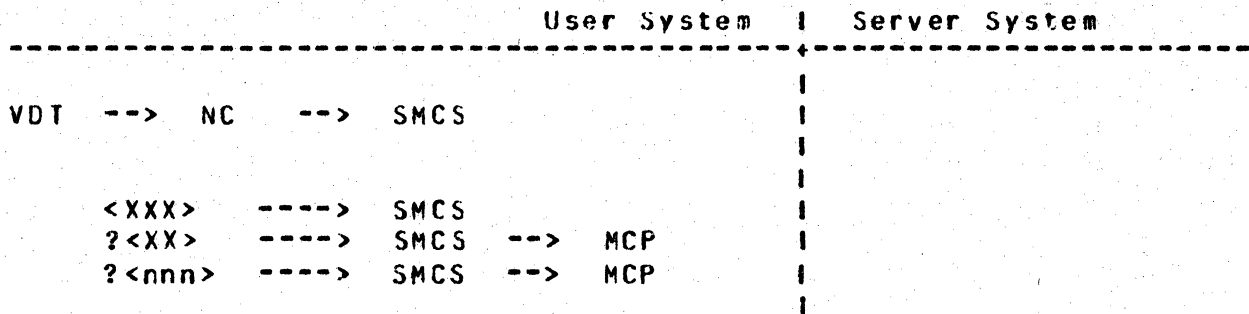 User System | Server System
--------------------------------------------+------------------------
VDT --> NC --> SMCS
<XXX> ----> SMCS
?<XX> ----> SMCS --> MCP
?<nnn> ----> SMCS --> MCP